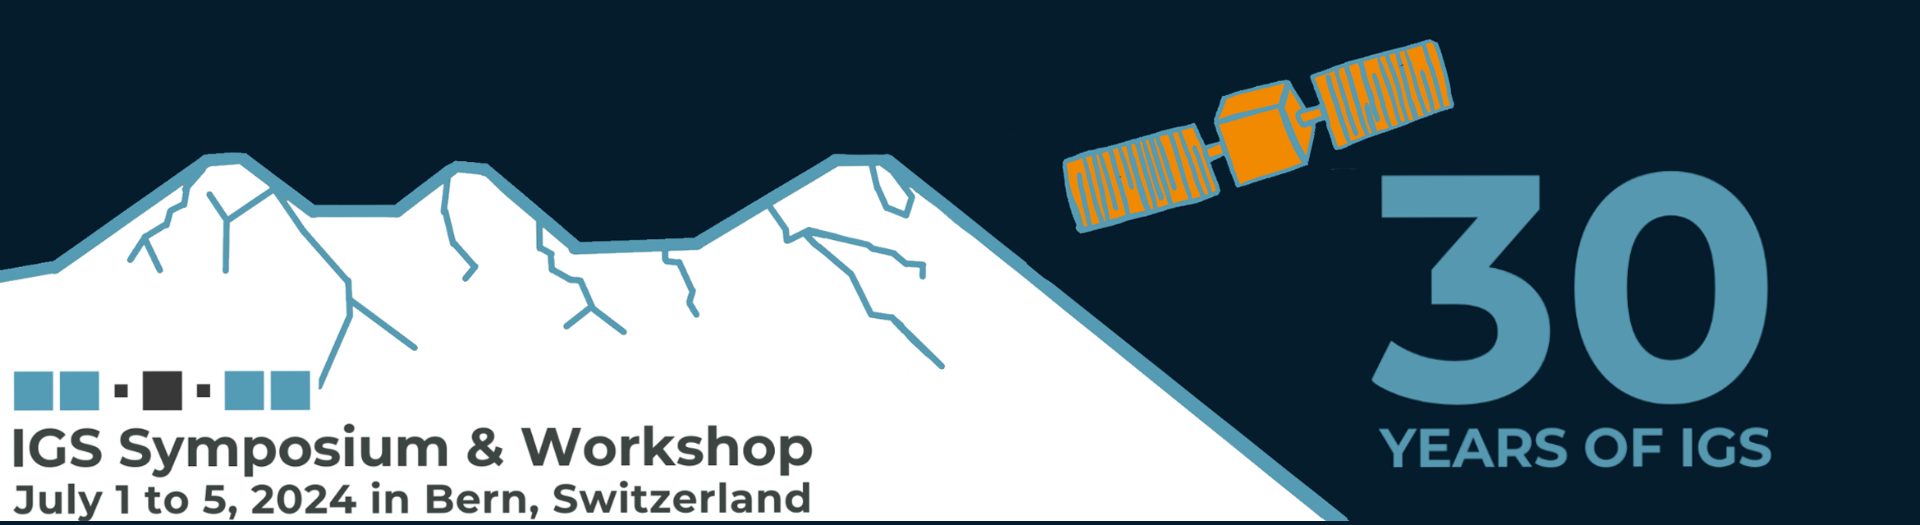 IGS Symposium & Workshop
July 1 to 5, 2024 in Bern, Switzerland
30
YEARS OF IGS